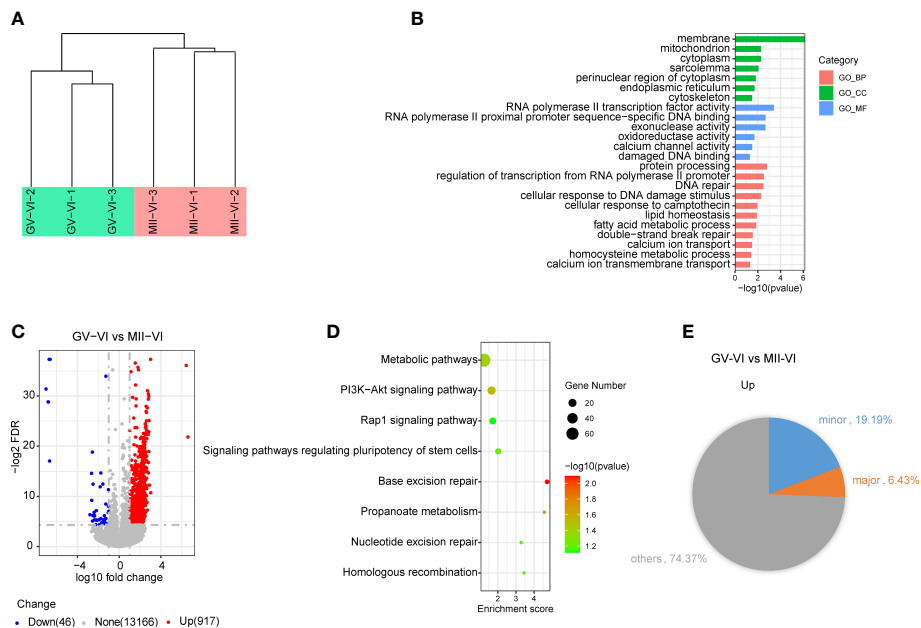 A
GV-VI-2
GV-VI-1
GV-VI-3
MII-VI-3
MII-VI-1
MII-VI-2
B
membrane
mitochondrion
cytoplasm
sarcolemma
perinuclear region of cytoplasm
endoplasmic reticulum
cytoskeleton
RNA polymerase II transcription factor activity
RNA polymerase II proximal promoter sequence-specific DNA binding
exonuclease activity
oxidoreductase activity
calcium channel activity
damaged DNA binding
protein processing
regulation of transcription from RNA polymerase II promoter
DNA repair
cellular response to DNA damage stimulus
cellular response to camptothecin
lipid homeostasis
fatty acid metabolic process
double-strand break repair
calcium ion transport
homocysteine metabolic process
calcium ion transmembrane transport
0 2 4 6
−log10(pvalue)
Category
GO_BP
GO_CC
GO_MF
C
GV−VI vs MII−VI
−log2 FDR
30
20
10
0
−4 0 4
log10 fold change
Change
Down(46) None(13166) Up(917)
D
Metabolic pathways
PI3K−Akt signaling pathway
Rap1 signaling pathway
Signaling pathways regulating pluripotency of stem cells
Base excision repair
Propanoate metabolism
Nucleotide excision repair
Homologous recombination
2 3 4
Enrichment score
Gene Number
20
40
60
−log10(pvalue)
2.0
1.8
1.6
1.4
1.2
E
GV-VI vs MII-VI
Up
minor , 19.19%
major , 6.43%
others , 74.37%